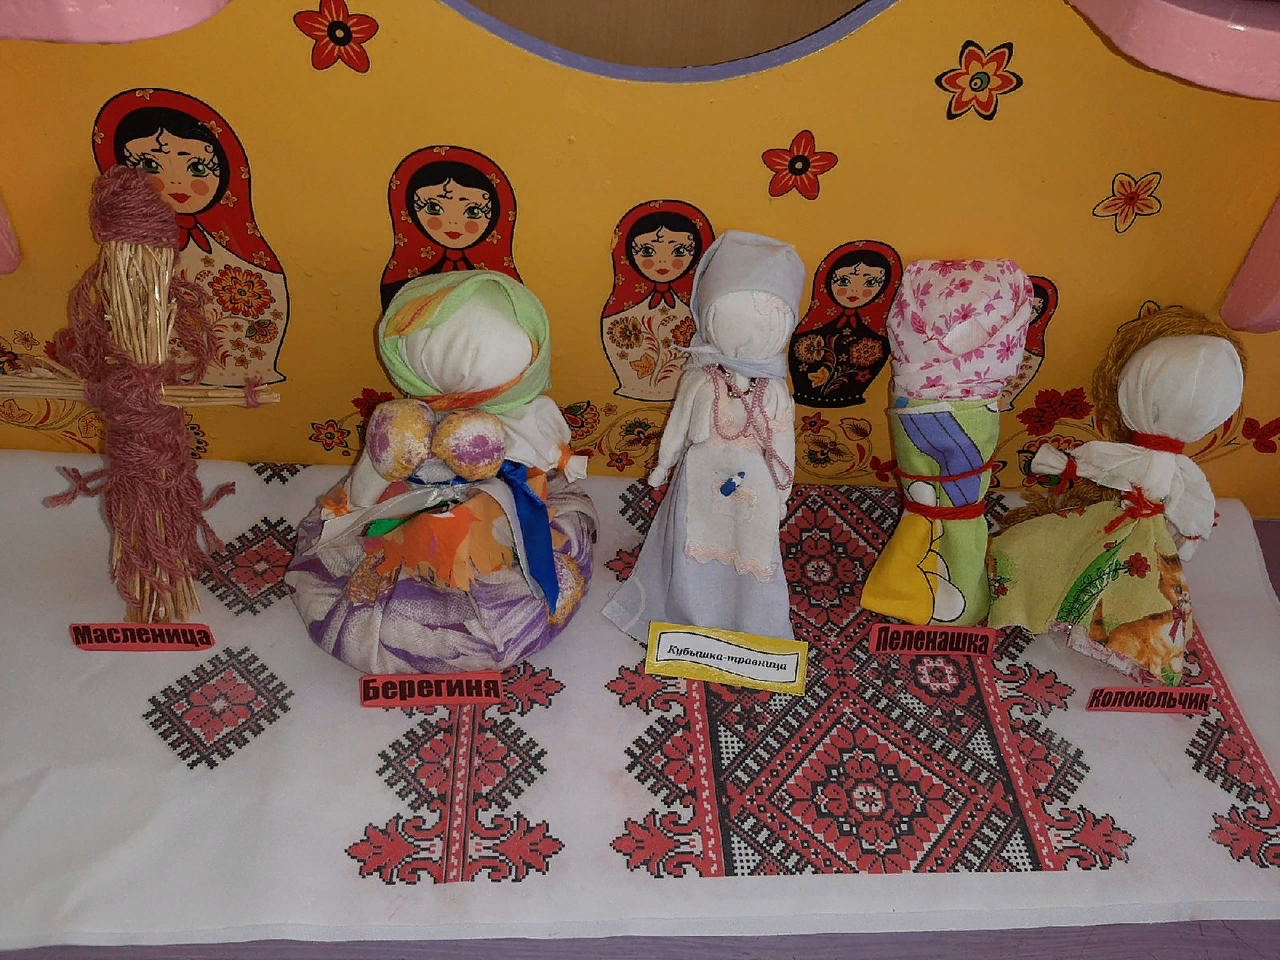 Масленица
Берегиня
Кубышка-травница
Пеленашка
Колокольчик